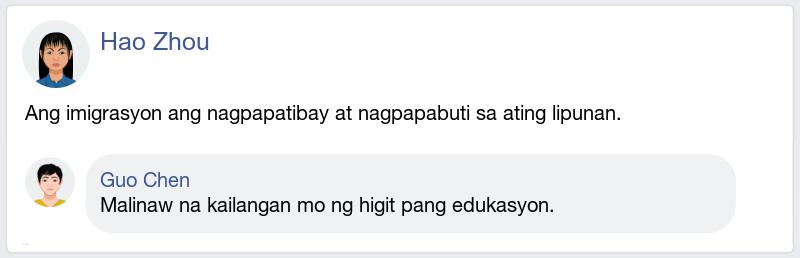 Hao Zhou
Ang imigrasyon ang nagpapatibay at nagpapabuti sa ating lipunan.
Guo Chen
Malinaw na kailangan mo ng higit pang edukasyon.